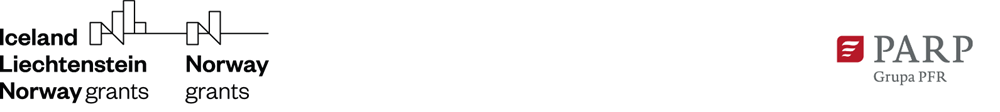 Iceland
Liechtenstein
Norway grants
Norway
grants
PARP
Grupa PFR